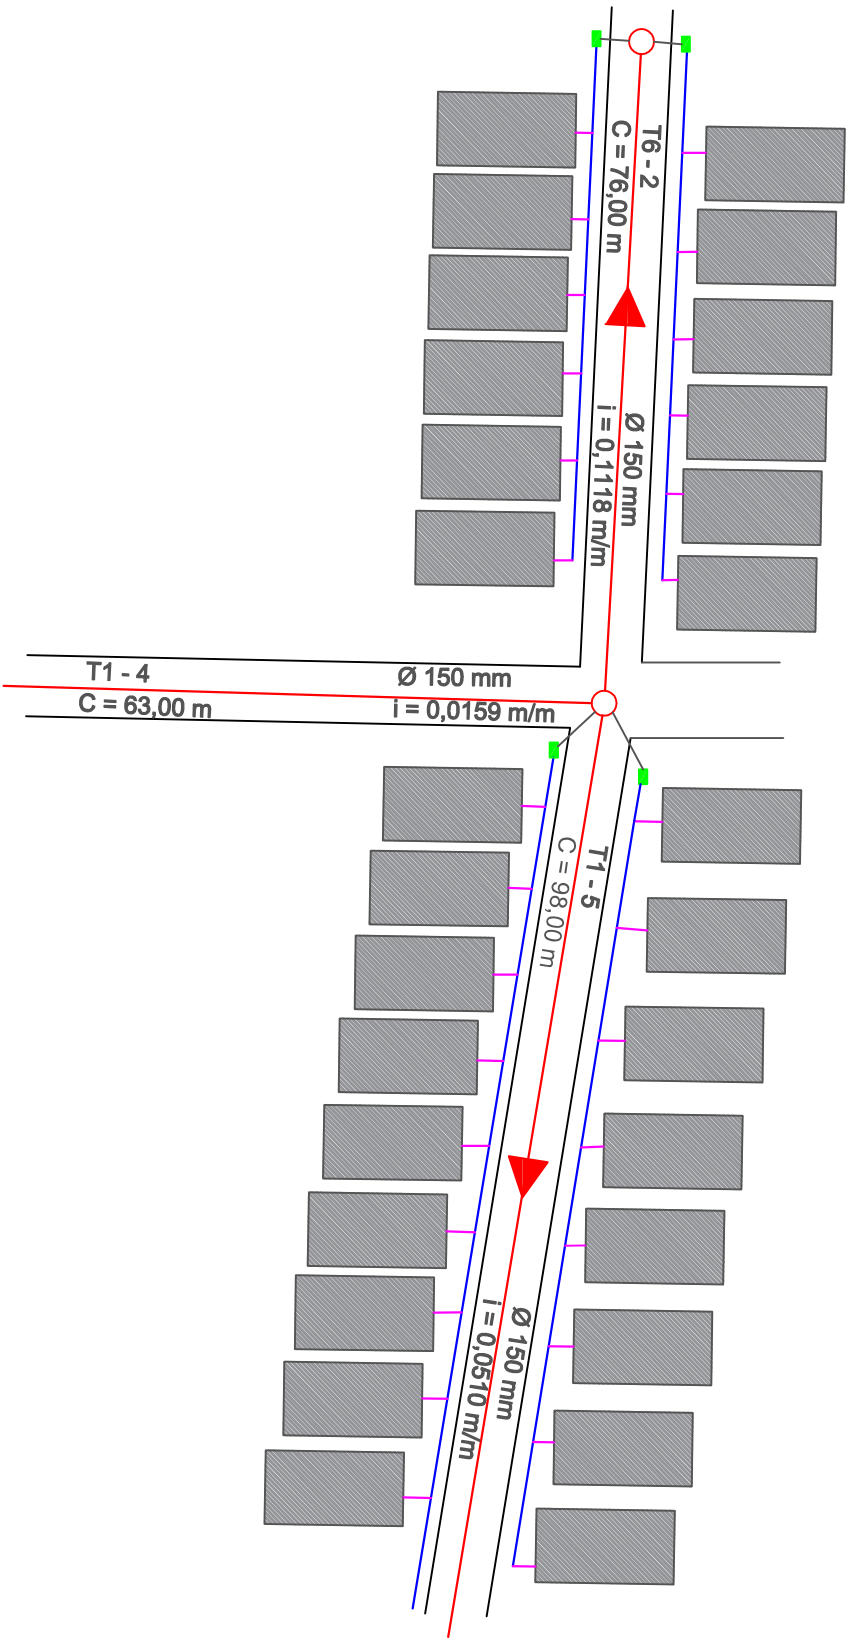 T6 - 2
C = 76,00 m
Ø 150 mm
i = 0,1118 m/m
T1 - 4
Ø 150 mm
C = 63,00 m
i = 0,0159 m/m
T1 - 5
C = 98,00 m
Ø 150 mm
i = 0,0510 m/m